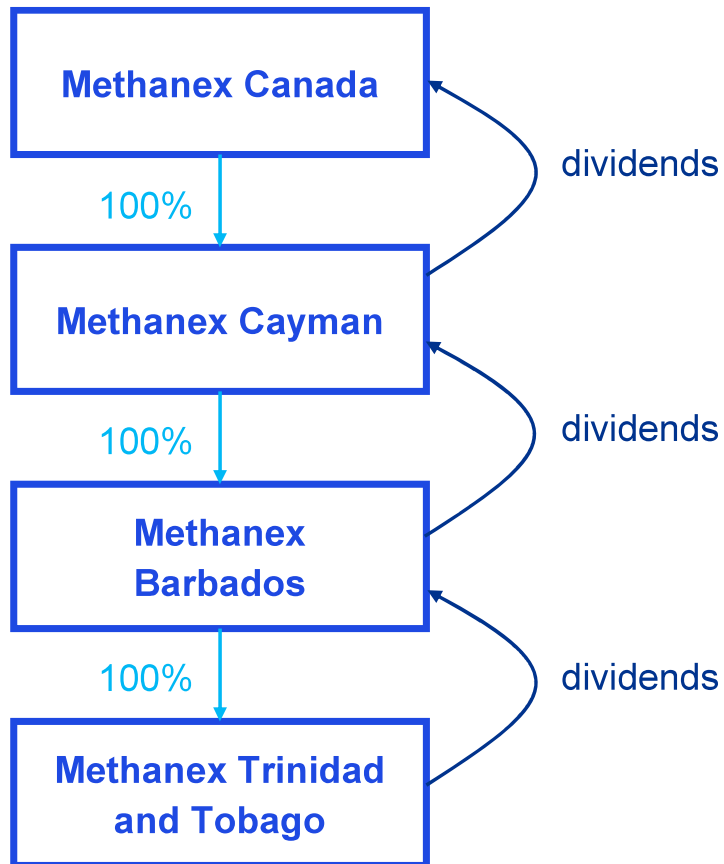 Methanex Canada
dividends
100%
Methanex Cayman
dividends
100%
Methanex
Barbados
dividends
100%
Methanex Trinidad
and Tobago